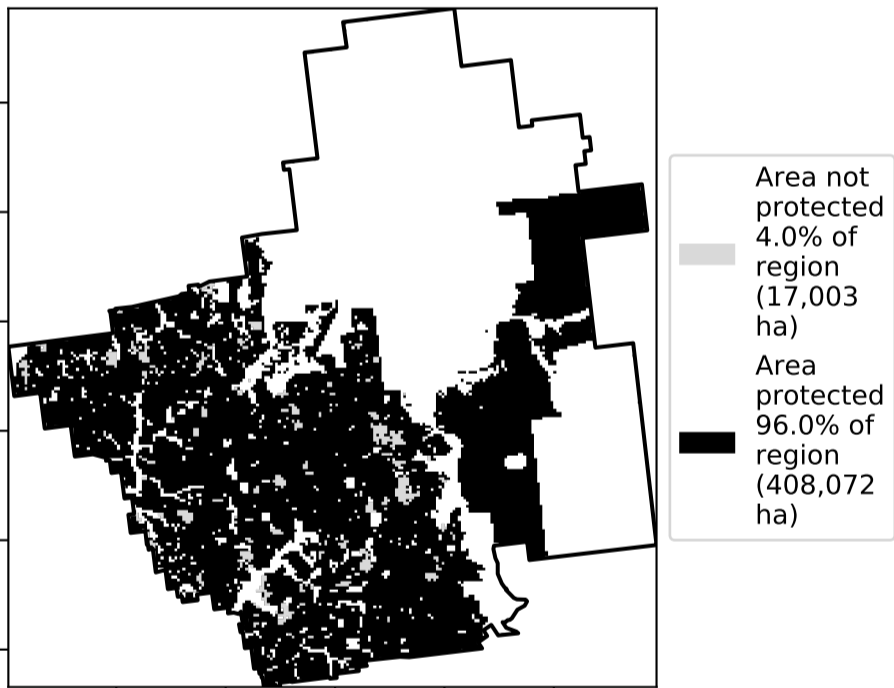 Area not
protected
4.0% of
region
(17,003
ha)
Area
protected
96.0% of
region
(408,072
ha)